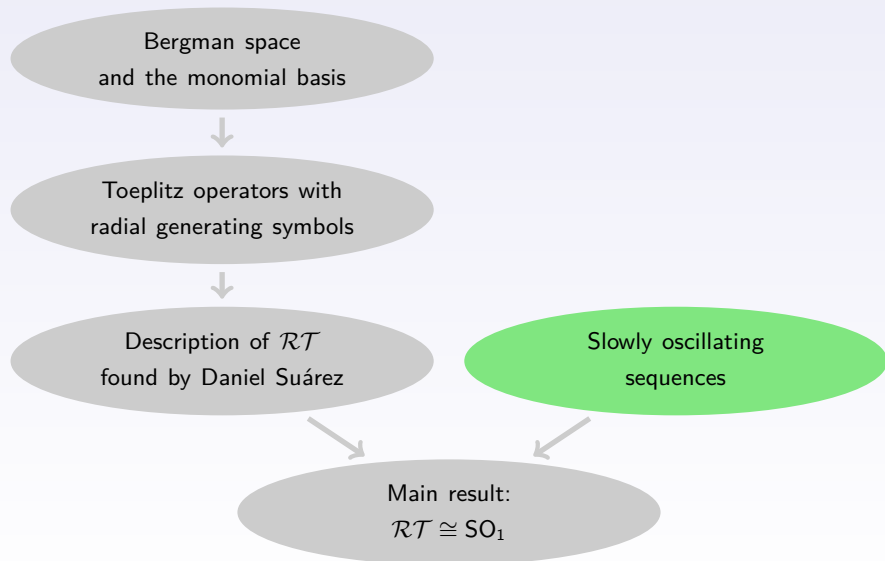 Bergman space
and the monomial basis
Toeplitz operators with
radial generating symbols
Description of 𝓡𝓣
found by Daniel Suárez
Slowly oscillating
sequences
Main result:
𝓡𝓣 ≅ SO₁